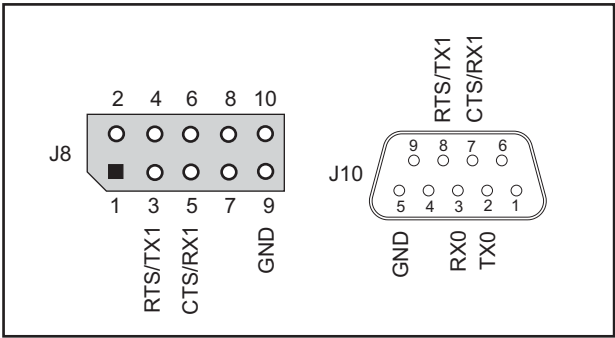 2 4 6 8 10
J8
1 3 5 7 9
RTS/TX1
CTS/RX1
GND
RTS/TX1
CTS/RX1
J10
9 8 7 6
5 4 3 2 1
GND
RX0
TX0